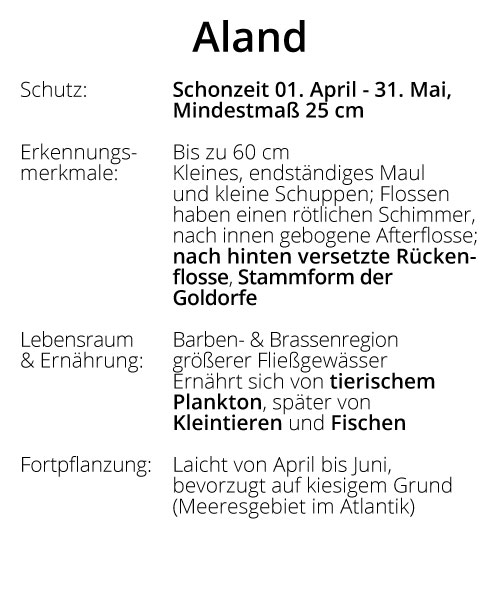 Aland
Schutz: Schonzeit 01. April - 31. Mai,
Mindestmaß 25 cm
Erkennungs- Bis zu 60 cm
merkmale: Kleines, endständiges Maul
und kleine Schuppen; Flossen
haben einen rötlichen Schimmer,
nach innen gebogene Afterflosse;
nach hinten versetzte Rücken-
flosse, Stammform der
Goldorfe
Lebensraum Barben- & Brassenregion
& Ernährung: größerer Fließgewässer
Ernährt sich von tierischem
Plankton, später von
Kleintieren und Fischen
Fortpflanzung: Laicht von April bis Juni,
bevorzugt auf kiesigem Grund
(Meeresgebiet im Atlantik)